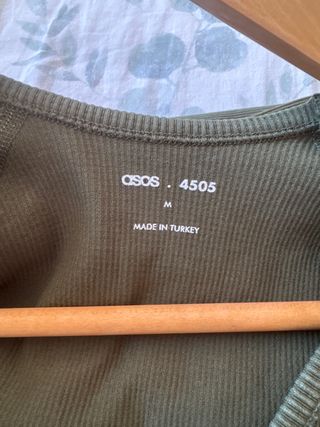 asos . 4505
M
MADE IN TURKEY